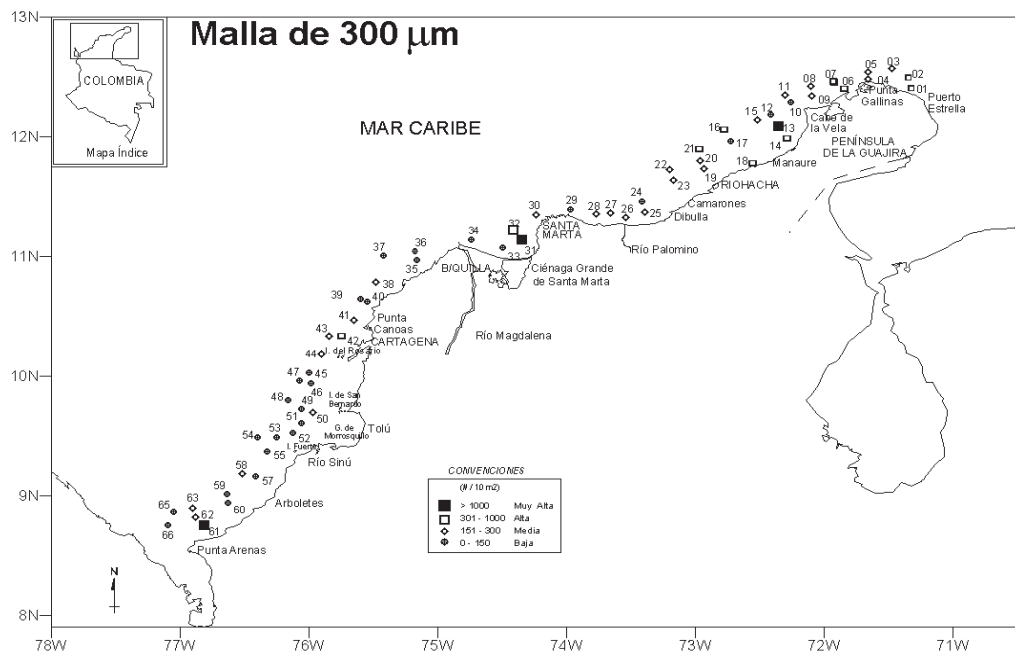 Malla de 300 µm
13N
12N
11N
10N
9N
8N
78W
77W
76W
75W
74W
73W
72W
71W
COLOMBIA
Mapa Índice
MAR CARIBE
05
03
02
01
04
Punta
Gallinas
Puerto
Estrella
06
07
08
09
Cabo de
la Vela
10
11
12
13
14
15
PENÍNSULA
DE LA GUAJIRA
Manaure
16
17
18
19
20
21
22
23
RIOHACHA
Camarones
Dibulla
24
25
26
27
28
29
30
Río Palomino
SANTA
MARTA
31
32
33
34
Ciénaga Grande
de Santa Marta
B/QUILLA
Río Magdalena
35
36
37
38
39
40
Punta
Canoas
CARTAGENA
41
42
43
44
I. del Rosario
45
46
47
48
49
50
I. de San
Bernardo
G. de
Morrosquillo
Tolú
51
52
53
54
55
I. Fuerte
Río Sinú
57
58
59
60
Arboletes
61
62
63
65
66
Punta Arenas
N
CONVENCIONES
(# / 10 m2)
> 1000 Muy Alta
301 - 1000 Alta
151 - 300 Media
0 - 150 Baja